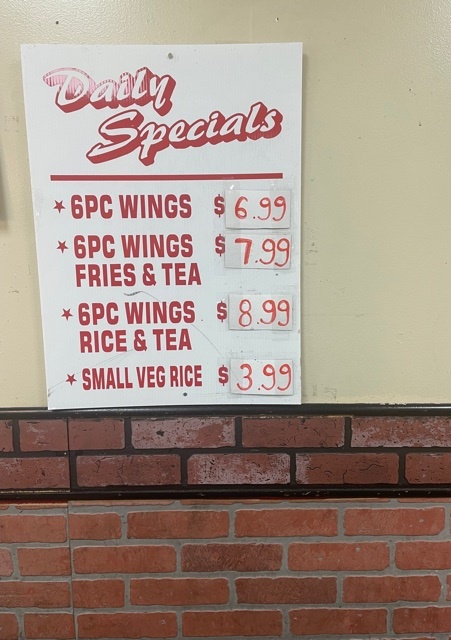 Daily
Specials
★ 6PC WINGS $ 6.99
★ 6PC WINGS $ 7.99
FRIES & TEA
★ 6PC WINGS $ 8.99
RICE & TEA
★ SMALL VEG RICE $ 3.99